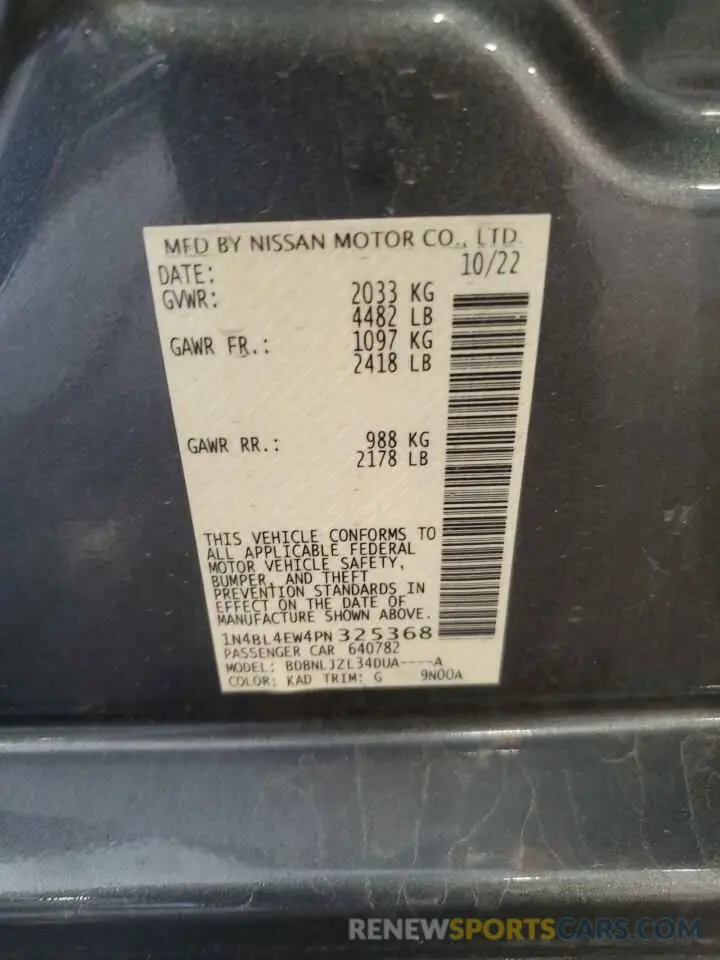 MFD BY NISSAN MOTOR CO., LTD.
DATE: 10/22
GVWR: 2033 KG
4482 LB
GAWR FR.: 1097 KG
2418 LB
GAWR RR.: 988 KG
2178 LB
THIS VEHICLE CONFORMS TO
ALL APPLICABLE FEDERAL
MOTOR VEHICLE SAFETY,
BUMPER, AND THEFT
PREVENTION STANDARDS IN
EFFECT ON THE DATE OF
MANUFACTURE SHOWN ABOVE.
1N4BL4EW4PN325368
PASSENGER CAR 640782
MODEL: BDBNLJZL34DUA----A
COLOR: KAD TRIM: G 9N00A
RENEWSPORTSCARS.COM